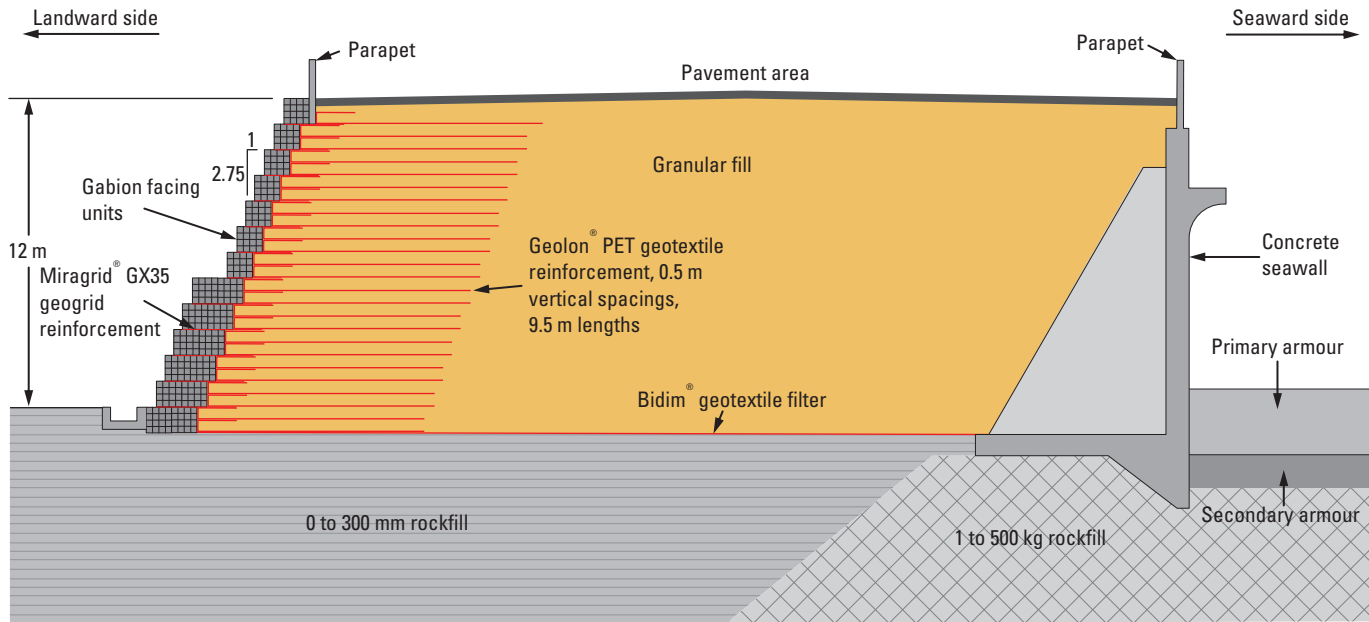 Landward side
Seaward side
Parapet
Parapet
Pavement area
1
2.75
Granular fill
Gabion facing
units
12 m
Geolon® PET geotextile
reinforcement, 0.5 m
vertical spacings,
9.5 m lengths
Concrete
seawall
Miragrid® GX35
geogrid
reinforcement
Primary armour
Bidim® geotextile filter
0 to 300 mm rockfill
1 to 500 kg rockfill
Secondary armour